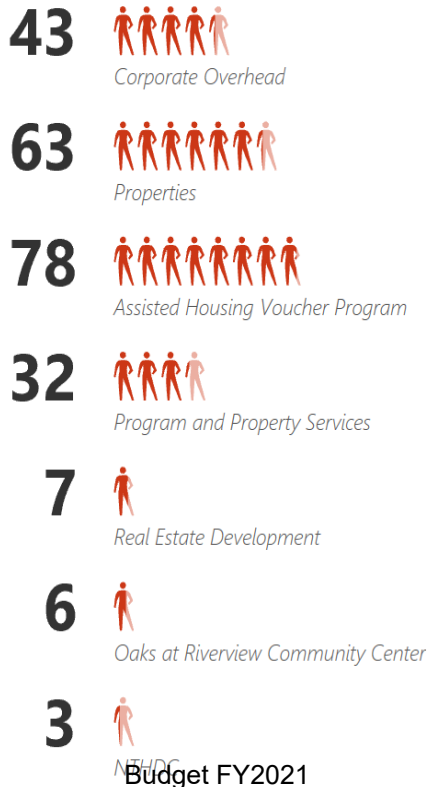 43
Corporate Overhead
63
Properties
78
Assisted Housing Voucher Program
32
Program and Property Services
7
Real Estate Development
6
Oaks at Riverview Community Center
3
NTHDC
Budget FY2021